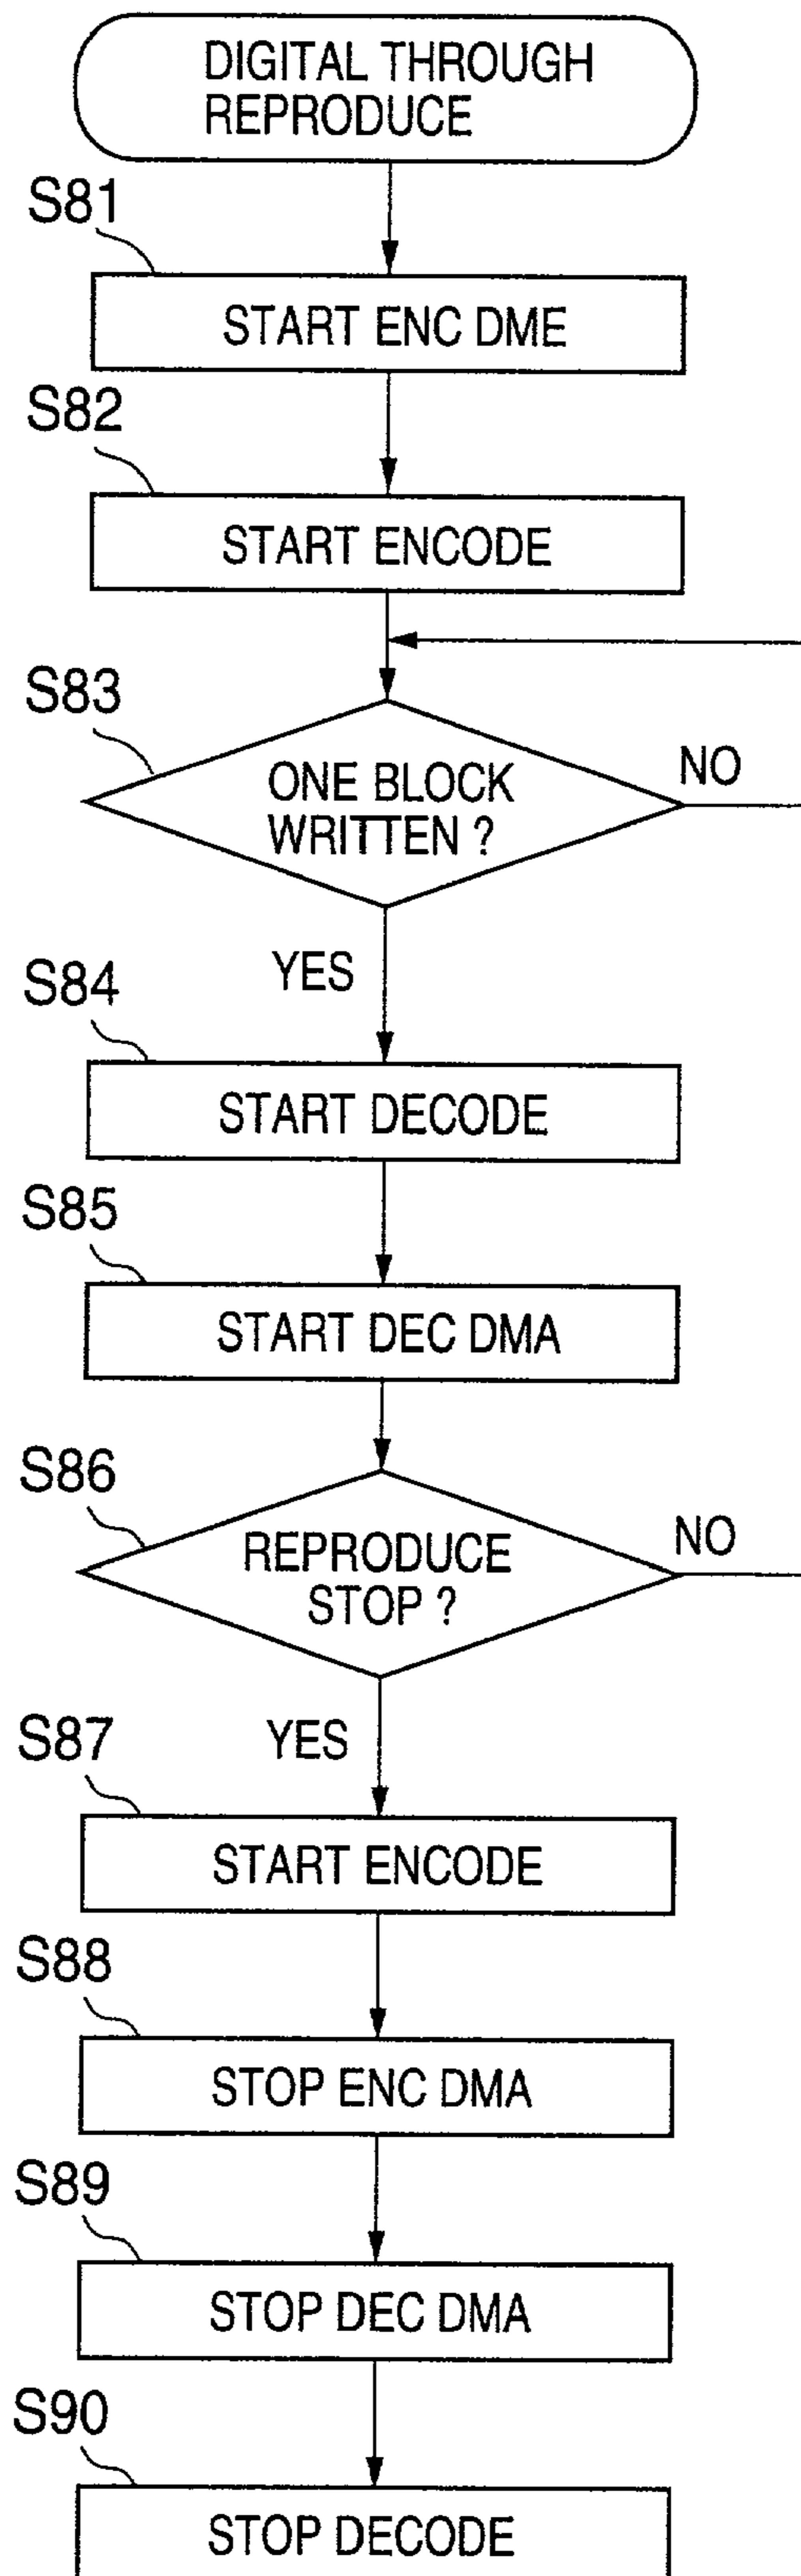 DIGITAL THROUGH
REPRODUCE
S81
START ENC DME
S82
START ENCODE
S83
ONE BLOCK
WRITTEN ?
NO
YES
S84
START DECODE
S85
START DEC DMA
S86
REPRODUCE
STOP ?
NO
YES
S87
START ENCODE
S88
STOP ENC DMA
S89
STOP DEC DMA
S90
STOP DECODE